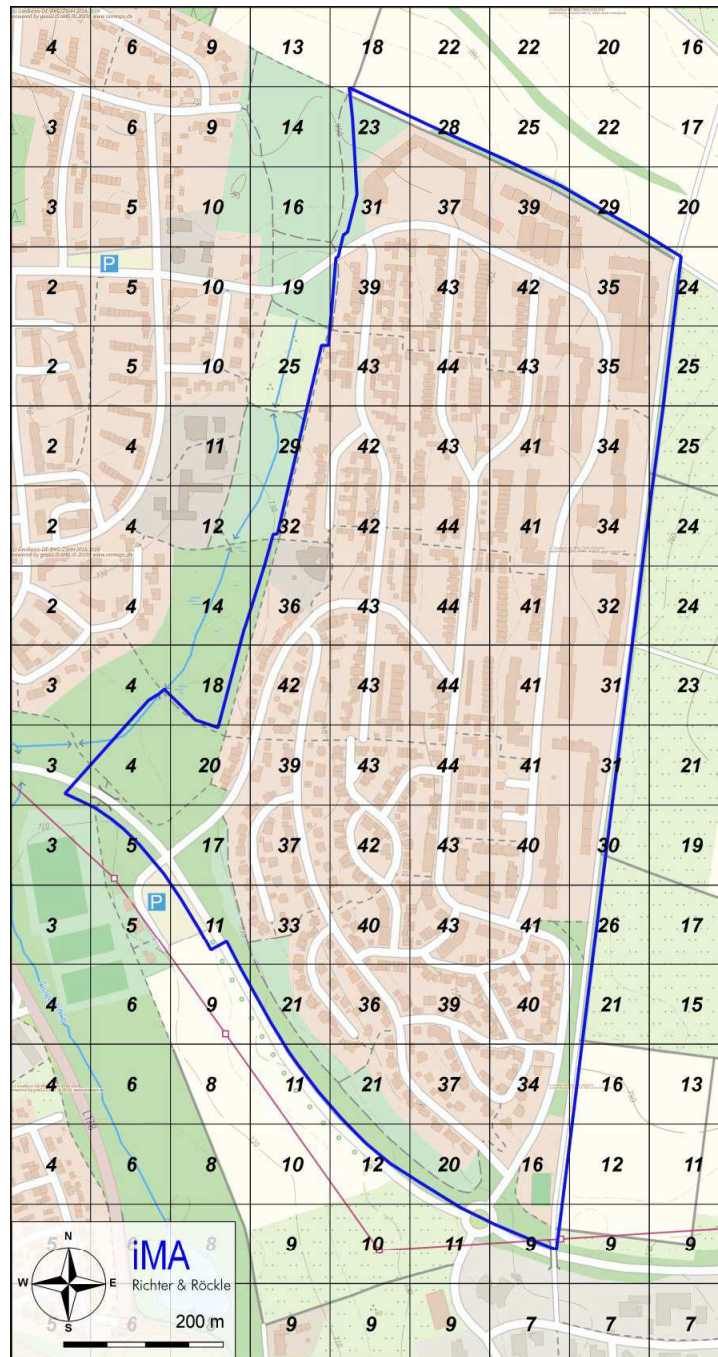 4 6 9 13 18 22 22 20 16
3 6 9 14 23 28 25 22 17
3 5 10 16 31 37 39 29 20
P
2 5 10 19 39 43 42 35 24
2 5 10 25 43 44 43 35 25
2 4 11 29 42 43 41 34 25
2 4 12 32 42 44 41 34 24
2 4 14 36 43 44 41 32 24
3 4 18 42 43 44 41 31 23
3 4 20 39 43 44 41 31 21
3 5 17 37 42 43 40 30 19
P
3 5 11 33 40 43 41 26 17
4 6 9 21 36 39 40 21 15
4 6 8 11 21 37 34 16 13
4 6 8 10 12 20 16 12 11
5 6 8 9 10 11 9 9 9
5 6 8 9 9 9 7 7 7
N
W E
S
iMA
Richter & Röckle
200 m